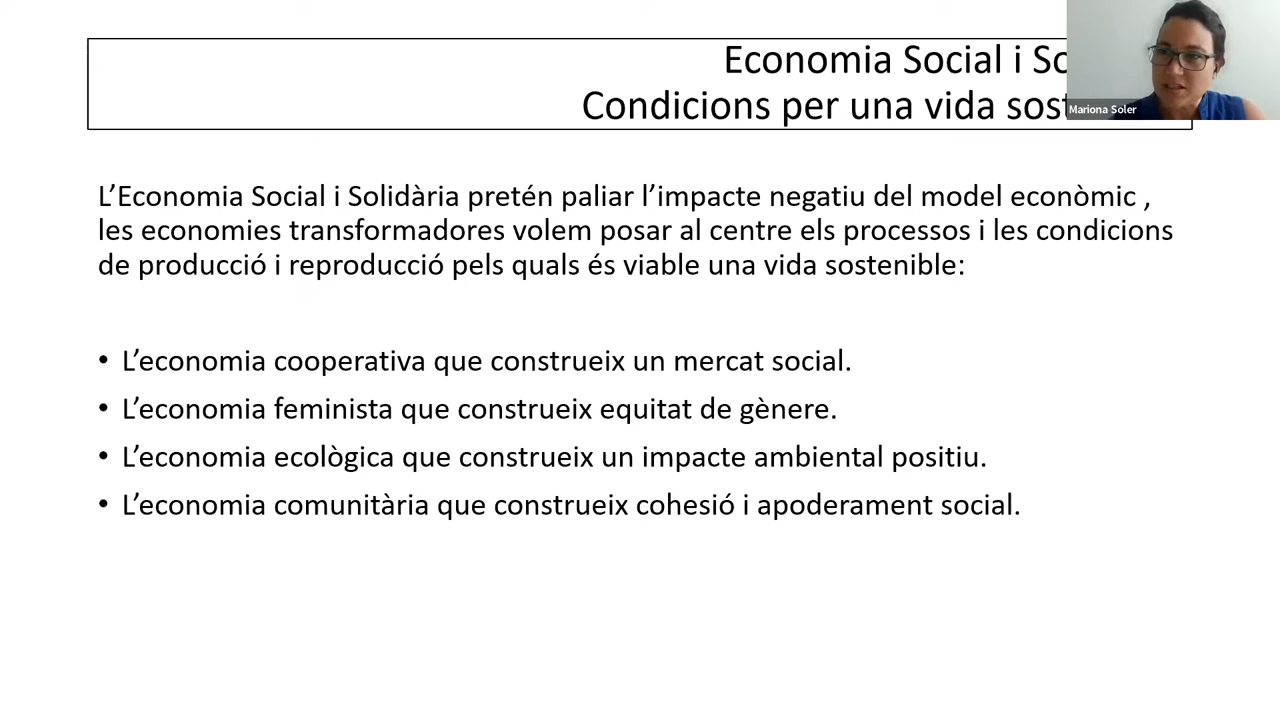 Economia Social i
Condicions per una vida
Mariona Soler
L’Economia Social i Solidària pretén paliar l’impacte negatiu del model econòmic ,
les economies transformadores volem posar al centre els processos i les condicions
de producció i reproducció pels quals és viable una vida sostenible:
• L’economia cooperativa que construeix un mercat social.
• L’economia feminista que construeix equitat de gènere.
• L’economia ecològica que construeix un impacte ambiental positiu.
• L’economia comunitària que construeix cohesió i apoderament social.